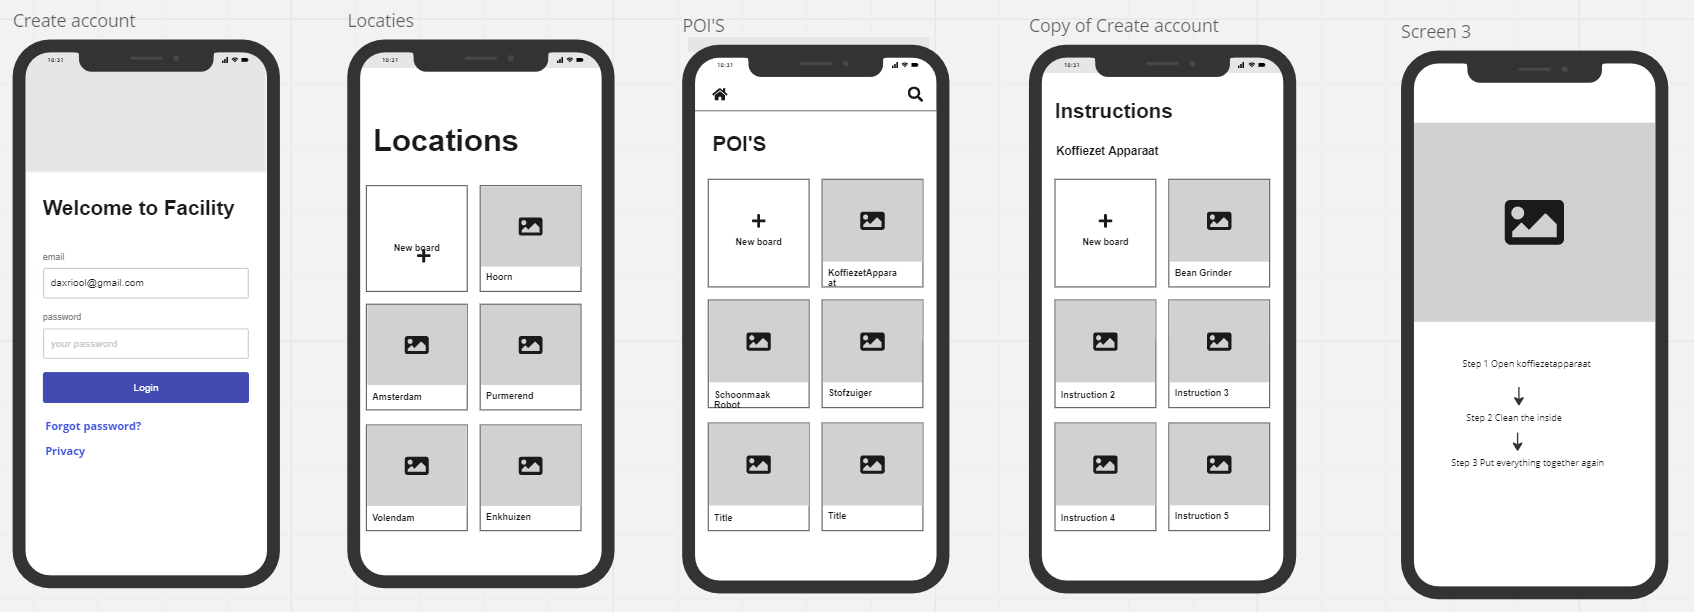 Create account
10:31
Welcome to Facility
email
daxriool@gmail.com
password
your password
Login
Forgot password?
Privacy
Locaties
10:31
Locations
New board
Hoorn
Amsterdam
Purmerend
Volendam
Enkhuizen
POI'S
10:31
POI'S
New board
KoffiezetAppara
at
Schoonmaak
Robot
Stofzuiger
Title
Title
Copy of Create account
10:31
Instructions
Koffiezet Apparaat
New board
Bean Grinder
Instruction 2
Instruction 3
Instruction 4
Instruction 5
Screen 3
Step 1 Open koffiezetapparaat
Step 2 Clean the inside
Step 3 Put everything together again